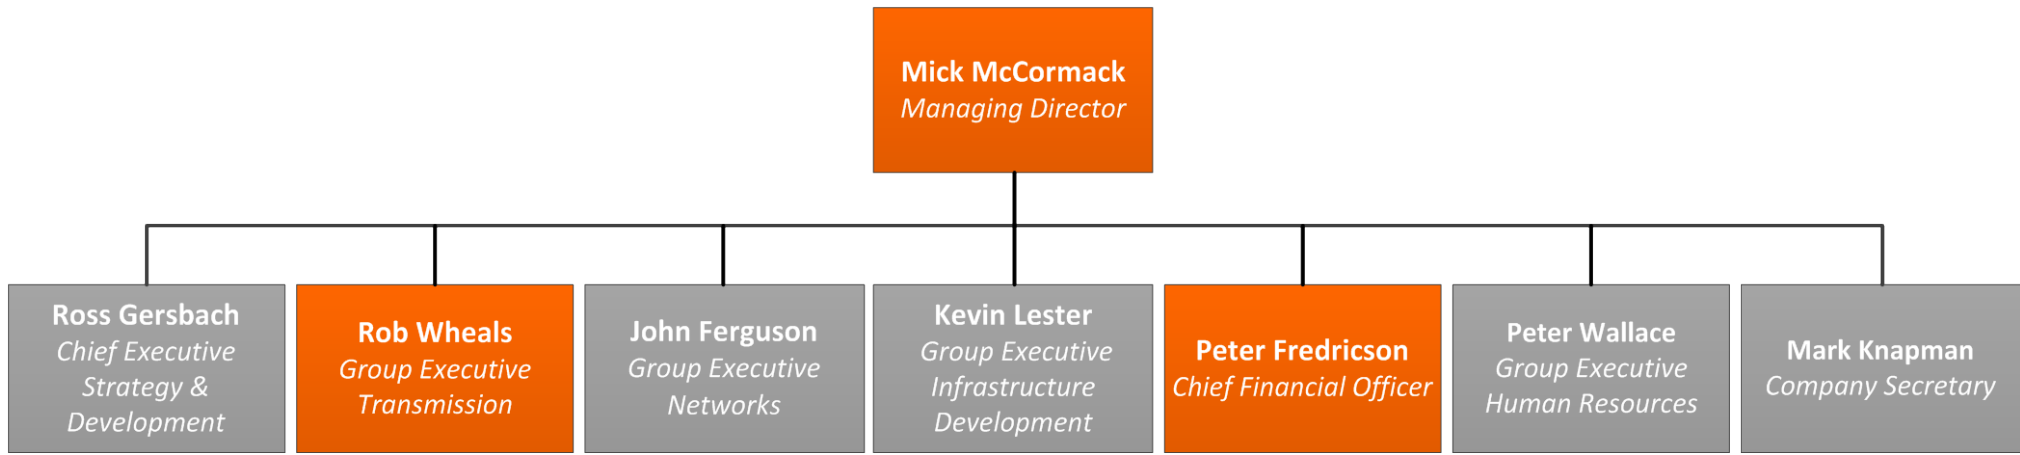 Mick McCormack
Managing Director
Ross Gersbach
Chief Executive
Strategy &
Development
Rob Wheals
Group Executive
Transmission
John Ferguson
Group Executive
Networks
Kevin Lester
Group Executive
Infrastructure
Development
Peter Fredricson
Chief Financial Officer
Peter Wallace
Group Executive
Human Resources
Mark Knapman
Company Secretary